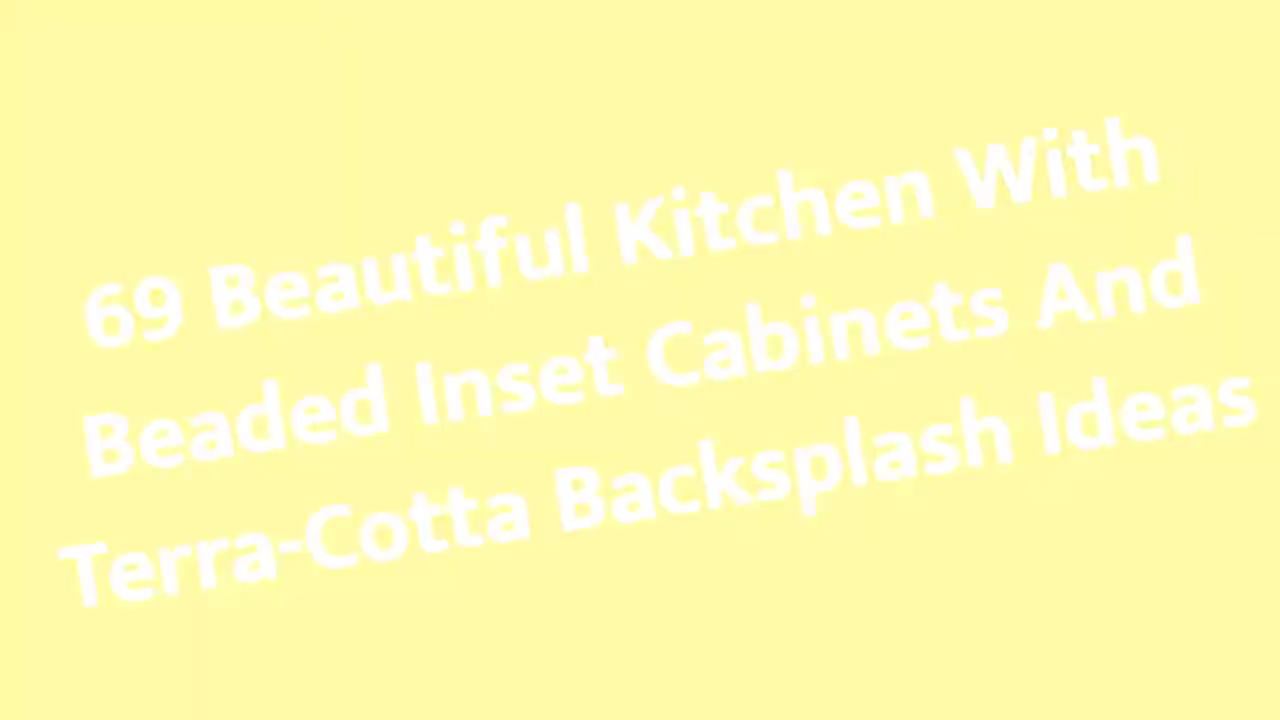 69 Beautiful Kitchen With
Beaded Inset Cabinets And
Terra-Cotta Backsplash Ideas